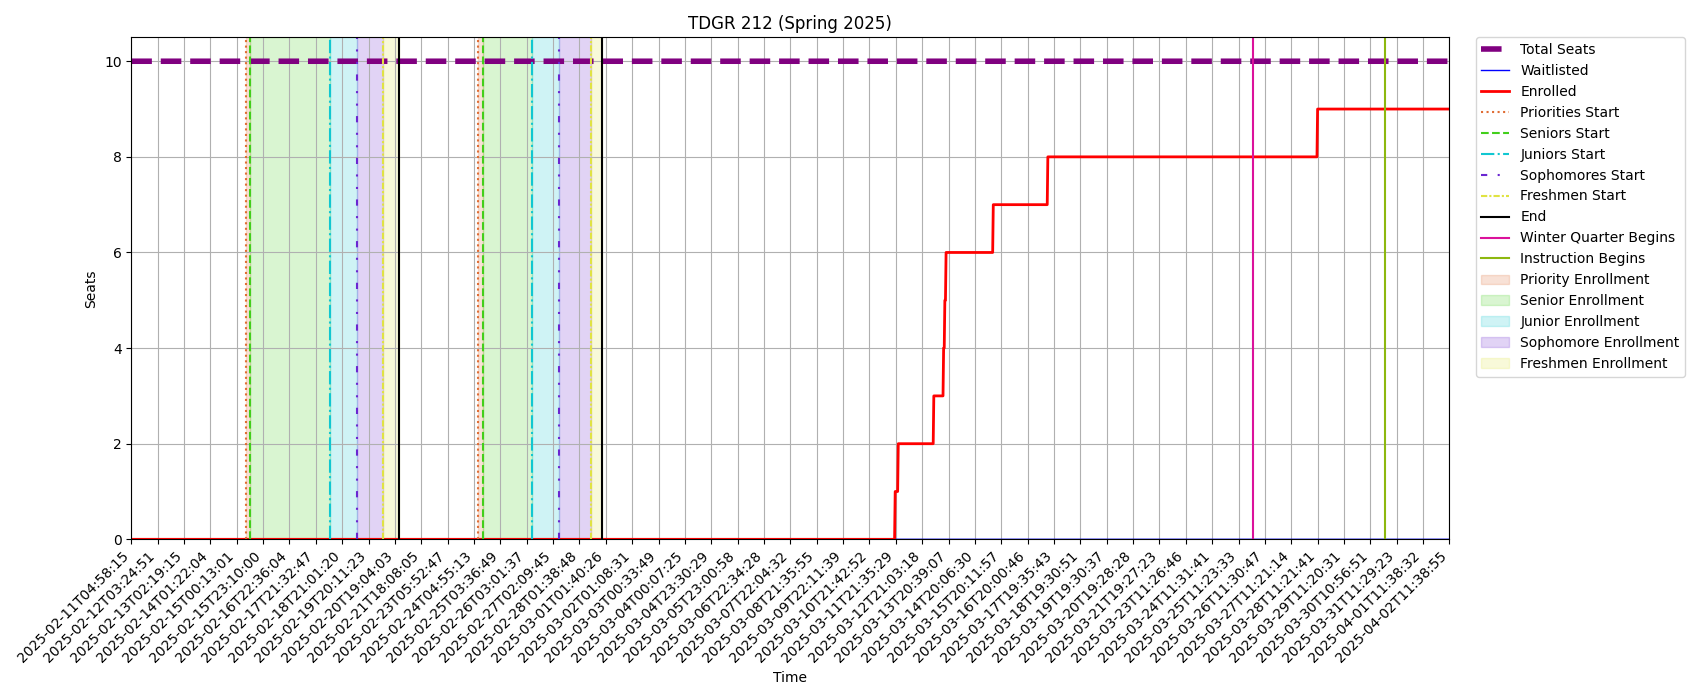 TDGR 212 (Spring 2025)
10
8
6
4
2
0
Seats
2025-02-11T04:58:15
2025-02-12T03:24:51
2025-02-13T02:19:15
2025-02-14T01:22:04
2025-02-15T00:13:01
2025-02-15T23:10:00
2025-02-16T22:36:04
2025-02-17T21:32:47
2025-02-18T21:01:20
2025-02-19T20:11:23
2025-02-20T19:04:03
2025-02-21T18:08:05
2025-02-23T05:52:47
2025-02-24T04:55:13
2025-02-25T03:36:49
2025-02-26T03:01:37
2025-02-27T02:09:45
2025-02-28T01:38:48
2025-03-01T01:40:26
2025-03-02T01:08:31
2025-03-03T00:33:49
2025-03-04T00:07:25
2025-03-04T23:30:29
2025-03-05T23:00:58
2025-03-06T22:34:28
2025-03-07T22:04:32
2025-03-08T21:35:55
2025-03-09T22:11:39
2025-03-10T21:42:52
2025-03-11T21:35:29
2025-03-12T21:03:18
2025-03-13T20:39:07
2025-03-14T20:06:30
2025-03-15T20:11:57
2025-03-16T20:00:46
2025-03-17T19:35:43
2025-03-18T19:30:51
2025-03-19T19:30:37
2025-03-20T19:28:28
2025-03-21T19:27:23
2025-03-23T11:26:46
2025-03-24T11:31:41
2025-03-25T11:23:33
2025-03-26T11:30:47
2025-03-27T11:21:14
2025-03-28T11:21:41
2025-03-29T11:20:31
2025-03-30T10:56:51
2025-03-31T11:29:23
2025-04-01T11:38:32
2025-04-02T11:38:55
Time
Total Seats
Waitlisted
Enrolled
Priorities Start
Seniors Start
Juniors Start
Sophomores Start
Freshmen Start
End
Winter Quarter Begins
Instruction Begins
Priority Enrollment
Senior Enrollment
Junior Enrollment
Sophomore Enrollment
Freshmen Enrollment